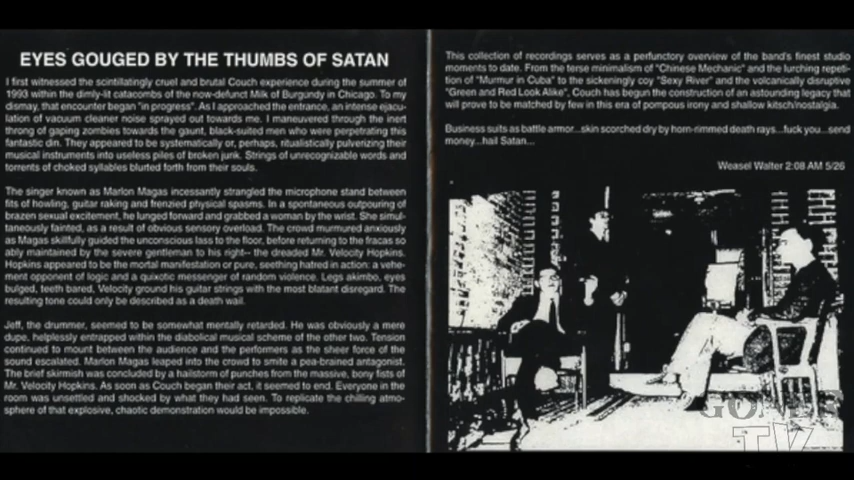 EYES GOUGED BY THE THUMBS OF SATAN
I first witnessed the scintillatingly cruel and brutal Couch experience during the summer of
1993 within the dimly-lit catacombs of the now-defunct Milk of Burgundy in Chicago. To my
dismay, that encounter began "in progress". As I approached the entrance, an intense ejacu-
lation of vacuum cleaner noise sprayed out towards me. I maneuvered through the inert
throng of gaping zombies towards the gaunt, black-suited men who were perpetrating this
fantastic din. They appeared to be systematically or, perhaps, ritualistically pulverizing their
musical instruments into useless piles of broken junk. Strings of unrecognizable words and
torrents of choked syllables blurted forth from their souls.
The singer known as Marlon Magas incessantly strangled the microphone stand between
fits of howling, guitar raking and frenzied physical spasms. In a spontaneous outpouring of
brazen sexual excitement, he lunged forward and grabbed a woman by the wrist. She simul-
taneously fainted, as a result of obvious sensory overload. The crowd murmured anxiously
as Magas skillfully guided the unconscious lass to the floor, before returning to the fracas so
ably maintained by the severe gentleman to his right-- the dreaded Mr. Velocity Hopkins.
Hopkins appeared to be the mortal manifestation or pure, seething hatred in action: a vehe-
ment opponent of logic and a quixotic messenger of random violence. Legs akimbo, eyes
bulged, teeth bared, Velocity ground his guitar strings with the most blatant disregard. The
resulting tone could only be described as a death wail.
Jeff, the drummer, seemed to be somewhat mentally retarded. He was obviously a mere
dupe, helplessly entrapped within the diabolical musical scheme of the other two. Tension
continued to mount between the audience and the performers as the sheer force of the
sound escalated. Marlon Magas leaped into the crowd to smite a pea-brained antagonist.
The brief skirmish was concluded by a hailstorm of punches from the massive, bony fists of
Mr. Velocity Hopkins. As soon as Couch began their act, it seemed to end. Everyone in the
room was unsettled and shocked by what they had seen. To replicate the chilling atmo-
sphere of that explosive, chaotic demonstration would be impossible.
This collection of recordings serves as a perfunctory overview of the band's finest studio
moments to date. From the terse minimalism of "Chinese Mechanic" and the lurching repeti-
tion of "Murmur in Cuba" to the sickeningly coy "Sexy River" and the volcanically disruptive
"Green and Red Look Alike", Couch has begun the construction of an astounding legacy that
will prove to be matched by few in this era of pompous irony and shallow kitsch/nostalgia.
Business suits as battle armor...skin scorched dry by horn-rimmed death rays...fuck you...send
money...hail Satan...
Weasel Walter 2:08 AM 5/26
TV